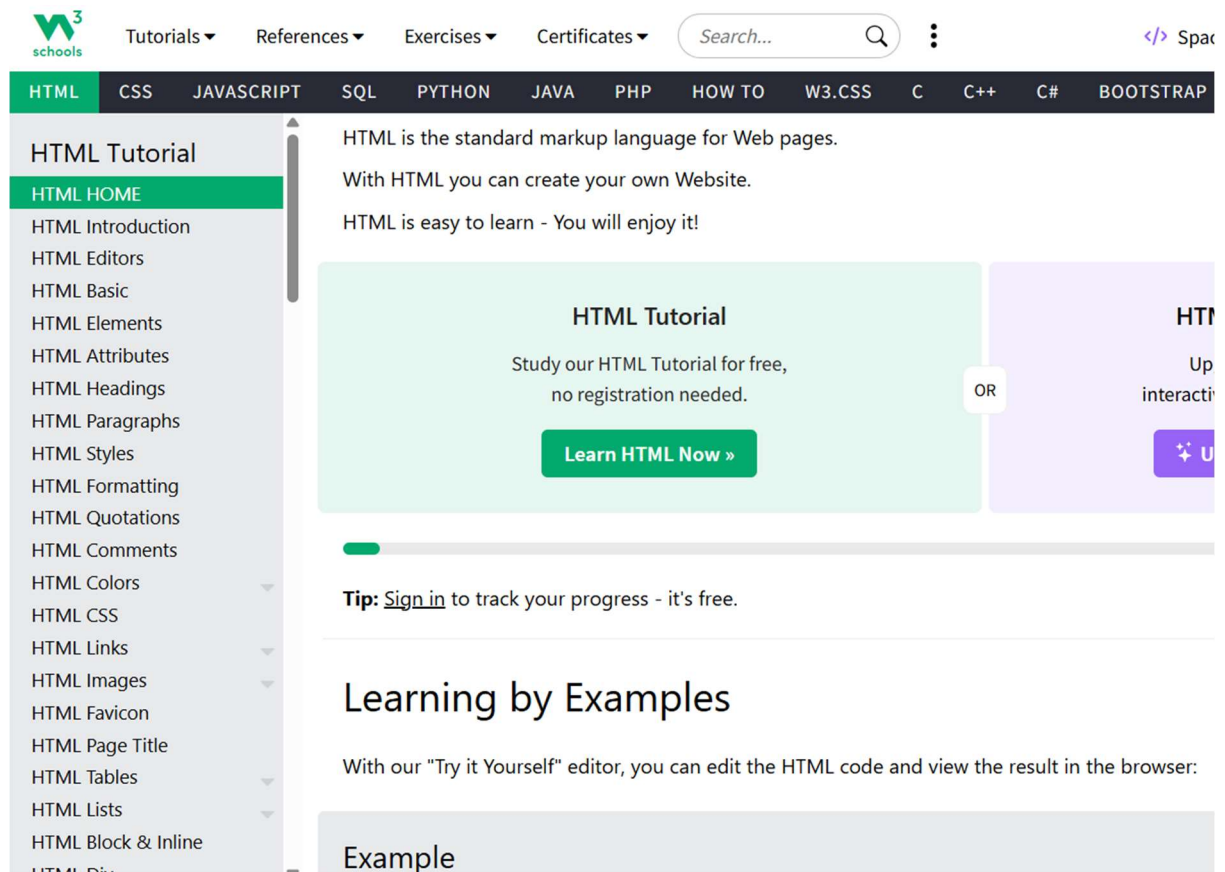 W3
schools
Tutorials
References
Exercises
Certificates
Search...
</> Spac
HTML
CSS
JAVASCRIPT
SQL
PYTHON
JAVA
PHP
HOW TO
W3.CSS
C
C++
C#
BOOTSTRAP
HTML Tutorial
HTML HOME
HTML Introduction
HTML Editors
HTML Basic
HTML Elements
HTML Attributes
HTML Headings
HTML Paragraphs
HTML Styles
HTML Formatting
HTML Quotations
HTML Comments
HTML Colors
HTML CSS
HTML Links
HTML Images
HTML Favicon
HTML Page Title
HTML Tables
HTML Lists
HTML Block & Inline
HTML is the standard markup language for Web pages.
With HTML you can create your own Website.
HTML is easy to learn - You will enjoy it!
HTML Tutorial
Study our HTML Tutorial for free,
no registration needed.
Learn HTML Now »
OR
Up
interacti
Tip: Sign in to track your progress - it's free.
Learning by Examples
With our "Try it Yourself" editor, you can edit the HTML code and view the result in the browser:
Example